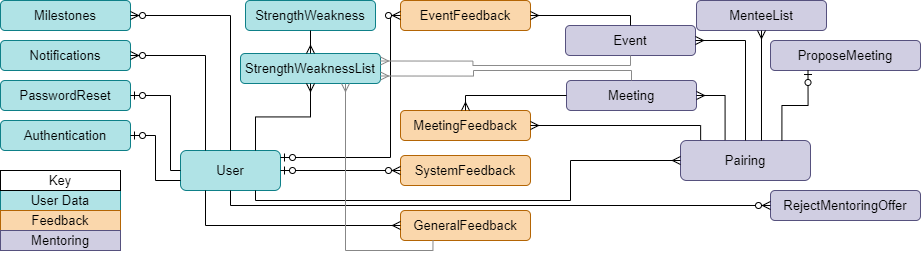 Milestones
StrengthWeakness
EventFeedback
MenteeList
Event
Notifications
StrengthWeaknessList
ProposeMeeting
PasswordReset
Meeting
Authentication
MeetingFeedback
User
SystemFeedback
Pairing
Key
User Data
Feedback
Mentoring
GeneralFeedback
RejectMentoringOffer